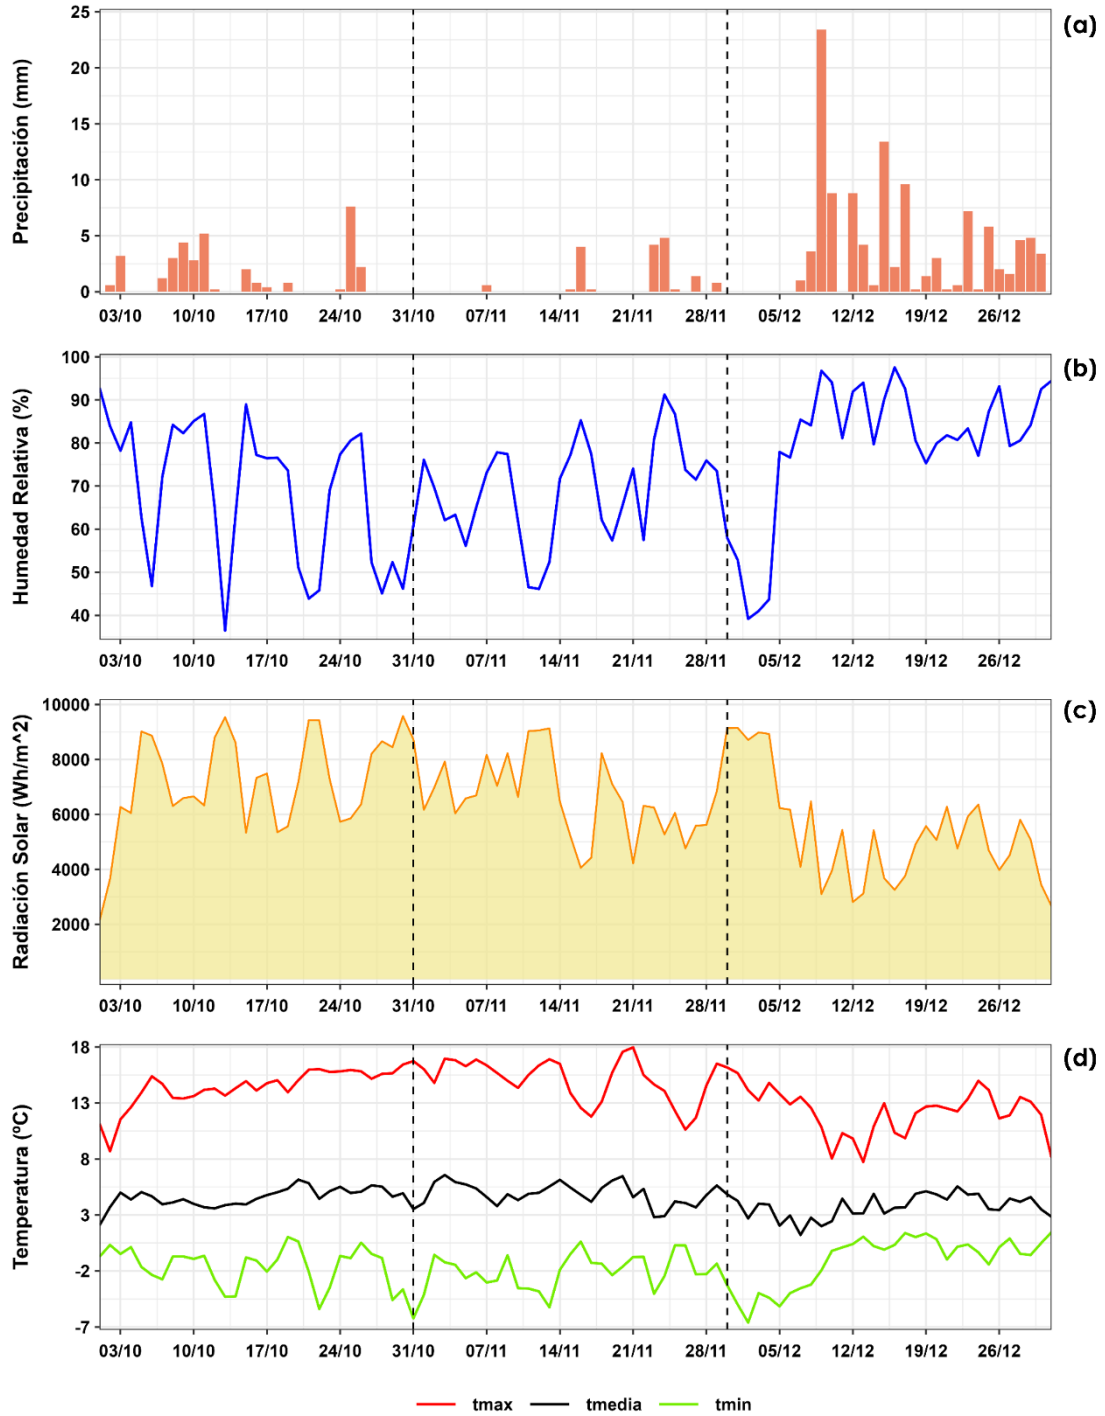 (a)
Precipitación (mm)
25
20
15
10
5
0
03/10 10/10 17/10 24/10 31/10 07/11 14/11 21/11 28/11 05/12 12/12 19/12 26/12
(b)
Humedad Relativa (%)
100
90
80
70
60
50
40
03/10 10/10 17/10 24/10 31/10 07/11 14/11 21/11 28/11 05/12 12/12 19/12 26/12
(c)
Radiación Solar (Wh/m^2)
10000
8000
6000
4000
2000
03/10 10/10 17/10 24/10 31/10 07/11 14/11 21/11 28/11 05/12 12/12 19/12 26/12
(d)
Temperatura (ºC)
18
13
8
3
-2
-7
03/10 10/10 17/10 24/10 31/10 07/11 14/11 21/11 28/11 05/12 12/12 19/12 26/12
tmax tmedia tmin